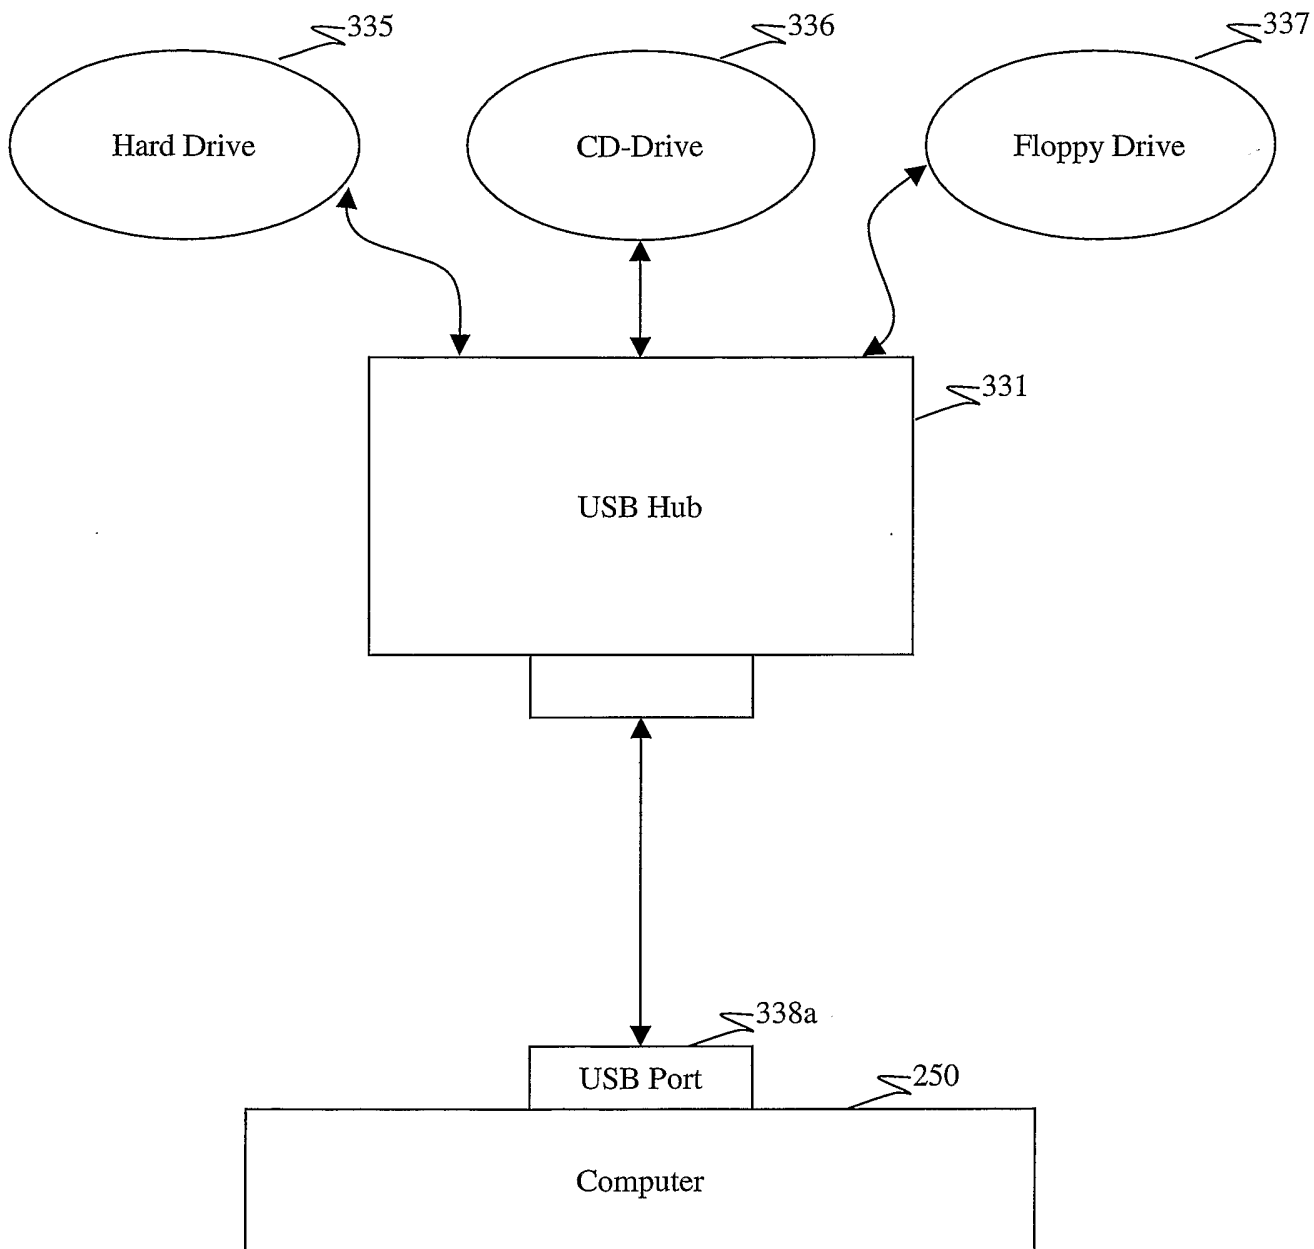 335
336
337
Hard Drive
CD-Drive
Floppy Drive
331
USB Hub
338a
USB Port
250
Computer